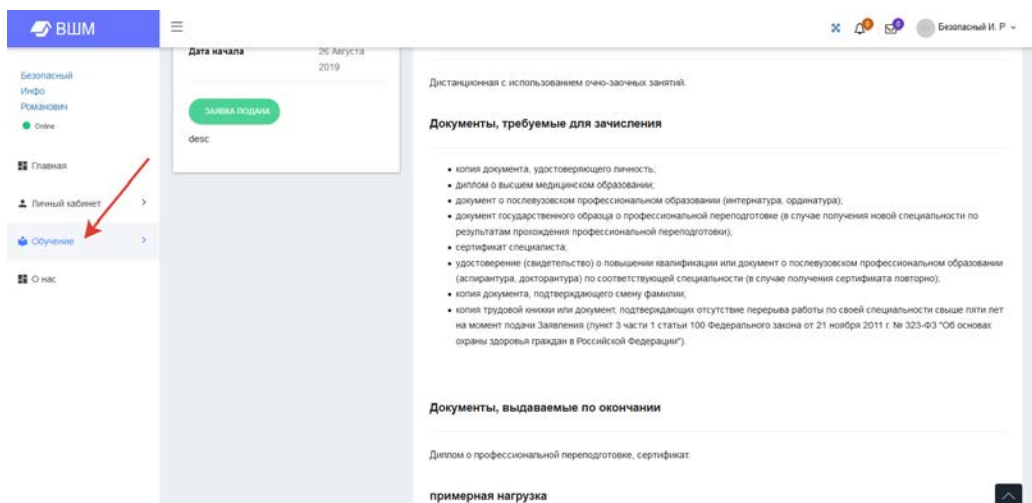 ВШМ
0
0
Безопасный И. Р
Безопасный
Инфо
Романович
Online
Главная
Личный кабинет
Обучение
О нас
Дата начала
26 Августа
2019
ЗАЯВКА ПОДАНА
desc
Дистанционная с использованием очно-заочных занятий.
Документы, требуемые для зачисления
• копия документа, удостоверяющего личность;
• диплом о высшем медицинском образовании;
• документ о послевузовском профессиональном образовании (интернатура, ординатура);
• документ государственного образца о профессиональной переподготовке (в случае получения новой специальности по
результатам прохождения профессиональной переподготовки);
• сертификат специалиста;
• удостоверение (свидетельство) о повышении квалификации или документ о послевузовском профессиональном образовании
(аспирантура, докторантура) по соответствующей специальности (в случае получения сертификата повторно);
• копия документа, подтверждающего смену фамилии;
• копия трудовой книжки или документ, подтверждающих отсутствие перерыва работы по своей специальности свыше пяти лет
на момент подачи Заявления (пункт 3 части 1 статьи 100 Федерального закона от 21 ноября 2011 г. № 323-ФЗ "Об основах
охраны здоровья граждан в Российской Федерации").
Документы, выдаваемые по окончании
Диплом о профессиональной переподготовке, сертификат.
примерная нагрузка